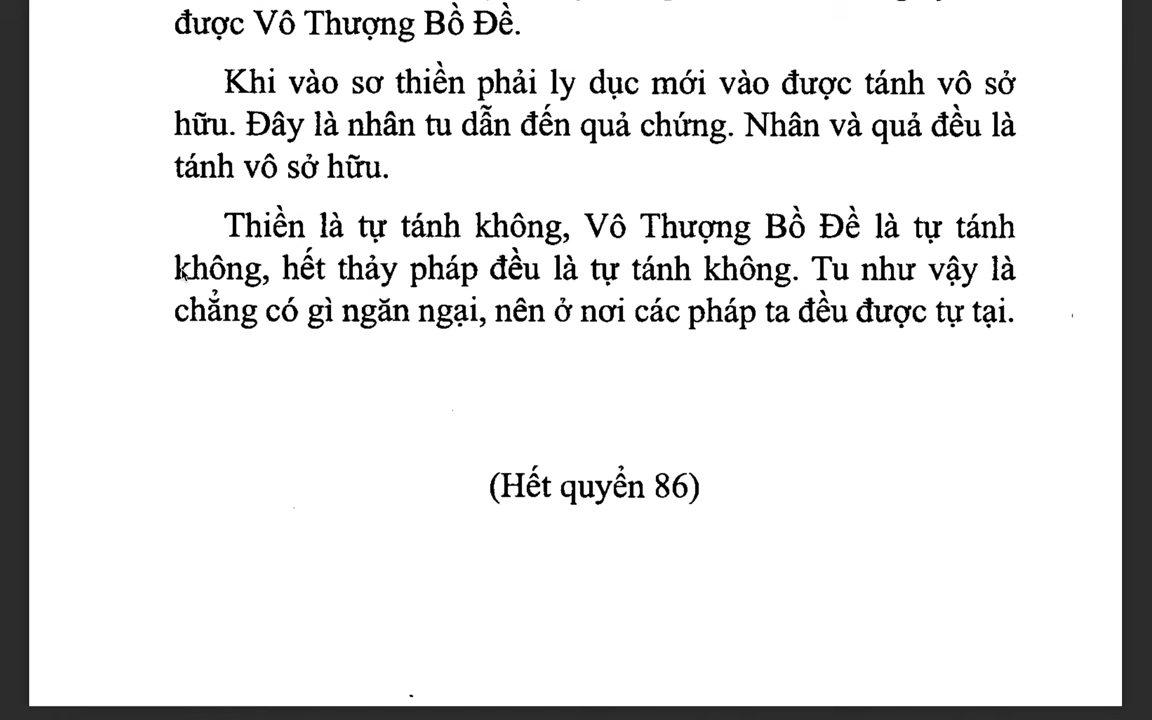 được Vô Thượng Bồ Đề.
Khi vào sơ thiền phải ly dục mới vào được tánh vô sở
hữu. Đây là nhân tu dẫn đến quả chứng. Nhân và quả đều là
tánh vô sở hữu.
Thiền là tự tánh không, Vô Thượng Bồ Đề là tự tánh
không, hết thảy pháp đều là tự tánh không. Tu như vậy là
chẳng có gì ngăn ngại, nên ở nơi các pháp ta đều được tự tại.
(Hết quyển 86)